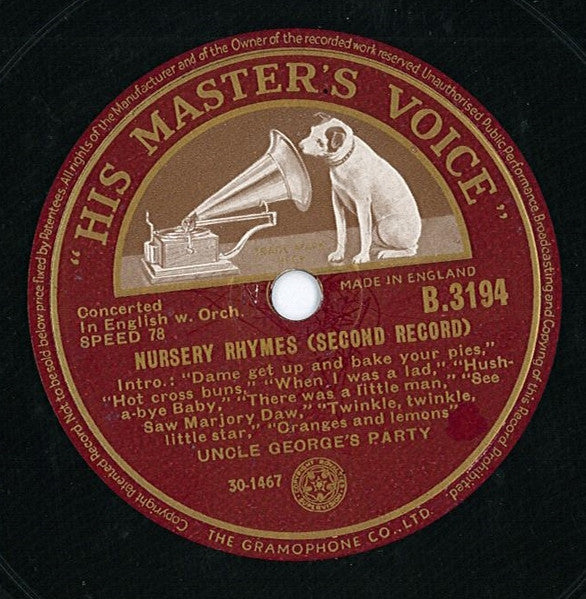 "HIS MASTER'S VOICE"
TRADE MARK
MADE IN ENGLAND
Concerted
In English w. Orch.
SPEED 78
B.3194
NURSERY RHYMES (SECOND RECORD)
Intro.: "Dame get up and bake your pies,"
"Hot cross buns," "When I was a lad," "Hush-
a-bye Baby," "There was a little man," "See
Saw Marjory Daw," "Twinkle, twinkle,
little star," "Oranges and lemons"
UNCLE GEORGE'S PARTY
30-1467
Copyright Patented Record Not to be sold below price fixed by Patentees. All rights of the Manufacturer and of the Owner of the recorded work reserved. Unauthorised Public Performance, Broadcasting and Copying of this Record Prohibited.
THE GRAMOPHONE CO., LTD.